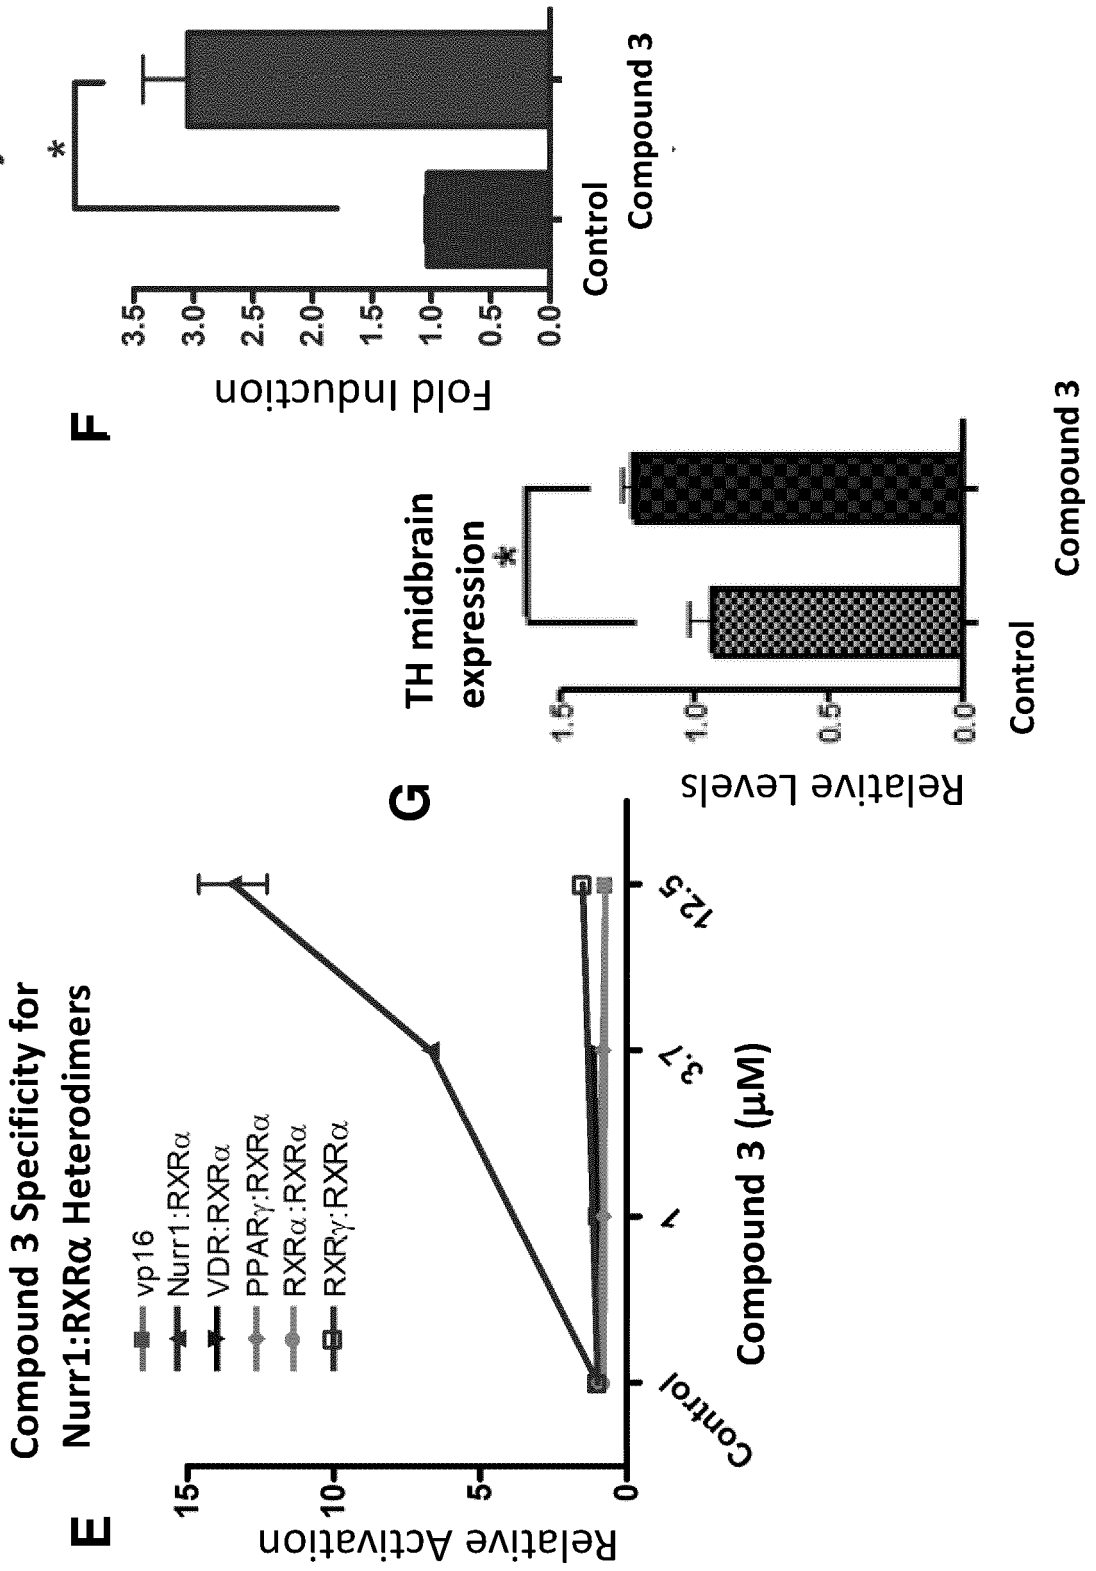 E
Compound 3 Specificity for
Nurr1:RXRα Heterodimers
vp16
Nurr1:RXRα
VDR:RXRα
PPARγ:RXRα
RXRα:RXRα
RXRγ:RXRα
Relative Activation
15
10
5
0
Control
1
3.7
12.5
Compound 3 (µM)
F
*
Fold Induction
3.5
3.0
2.5
2.0
1.5
1.0
0.5
0.0
Control
Compound 3
G
TH midbrain
expression
*
Relative Levels
1.5
1.0
0.5
0.0
Control
Compound 3